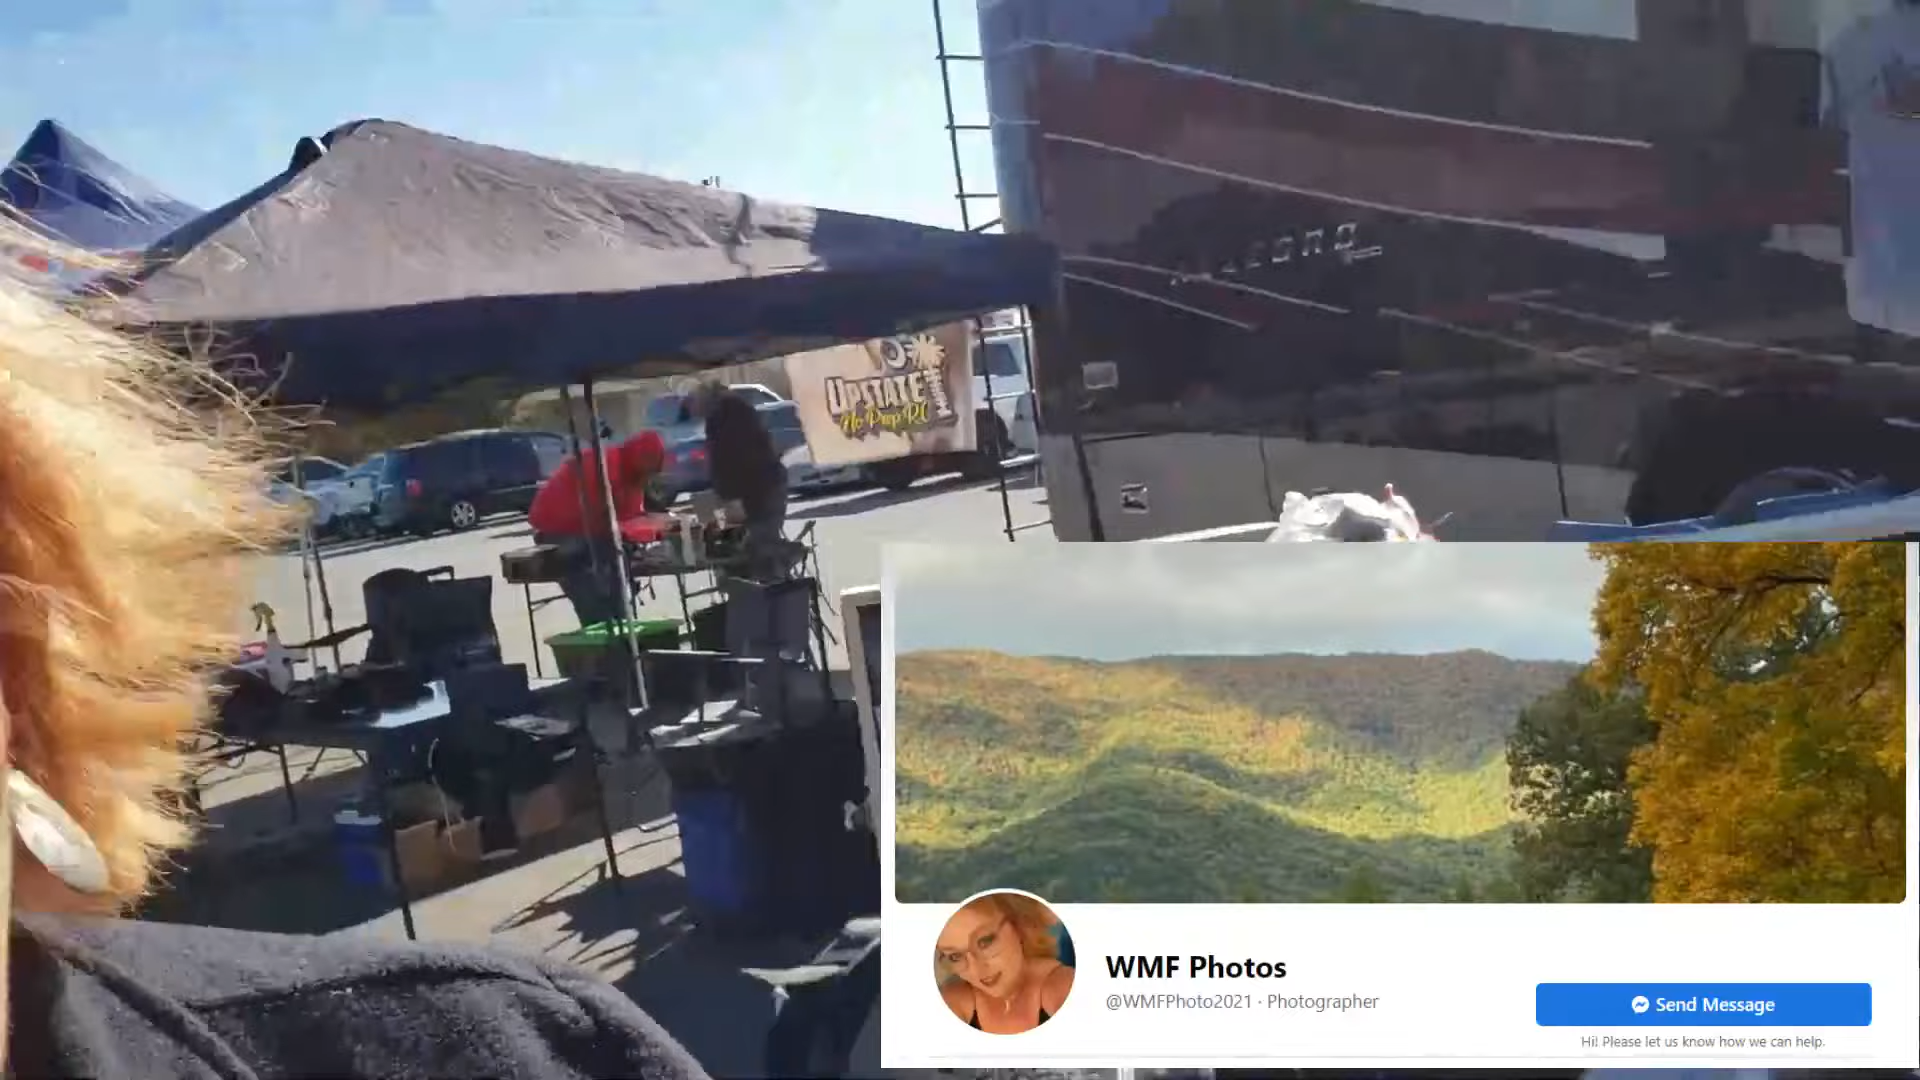 UPSTATE
No Prep RC
WMF Photos
@WMFPhoto2021 · Photographer
Send Message
Hi! Please let us know how we can help.